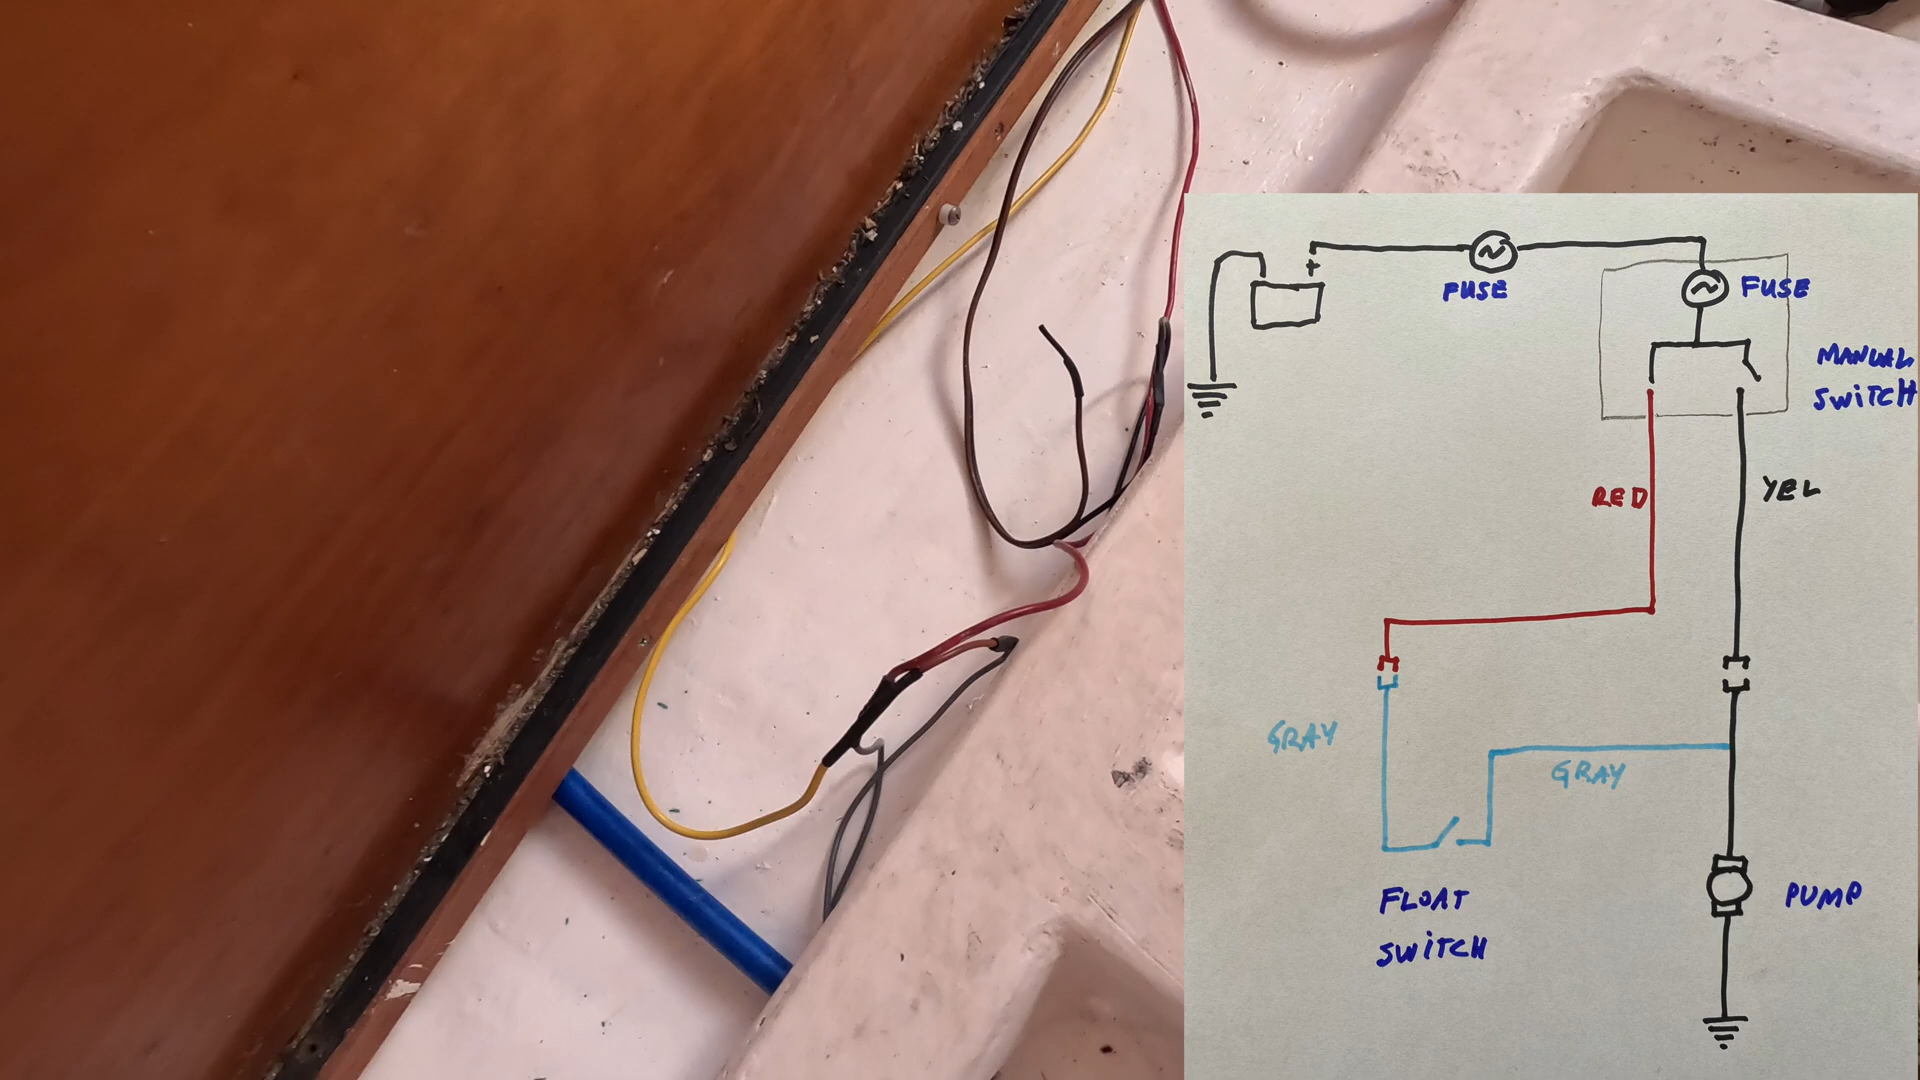 +
FUSE
FUSE
MANUAL
SWITCH
RED
YEL
GRAY
GRAY
FLOAT
SWITCH
PUMP